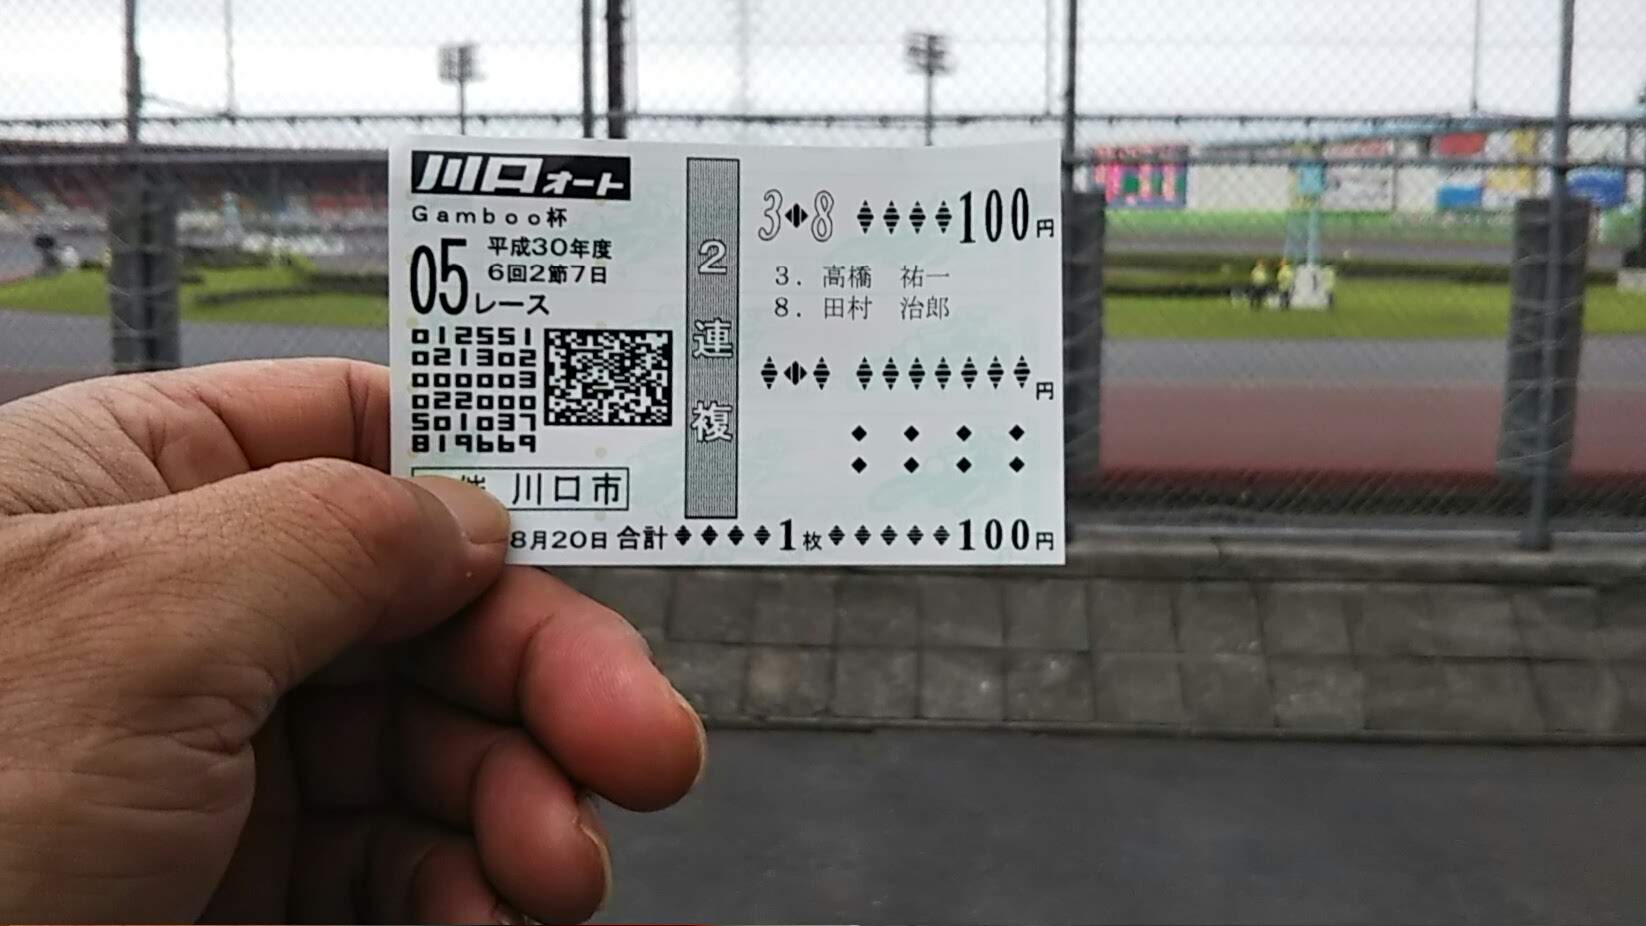 川口オート
Gamboo杯
05レース
平成30年度
6回2節7日
012551
021302
000003
022000
501037
819669
川口市
8月20日 合計 1枚 100円
2連複
3 8 100円
3. 高橋 祐一
8. 田村 治郎
円